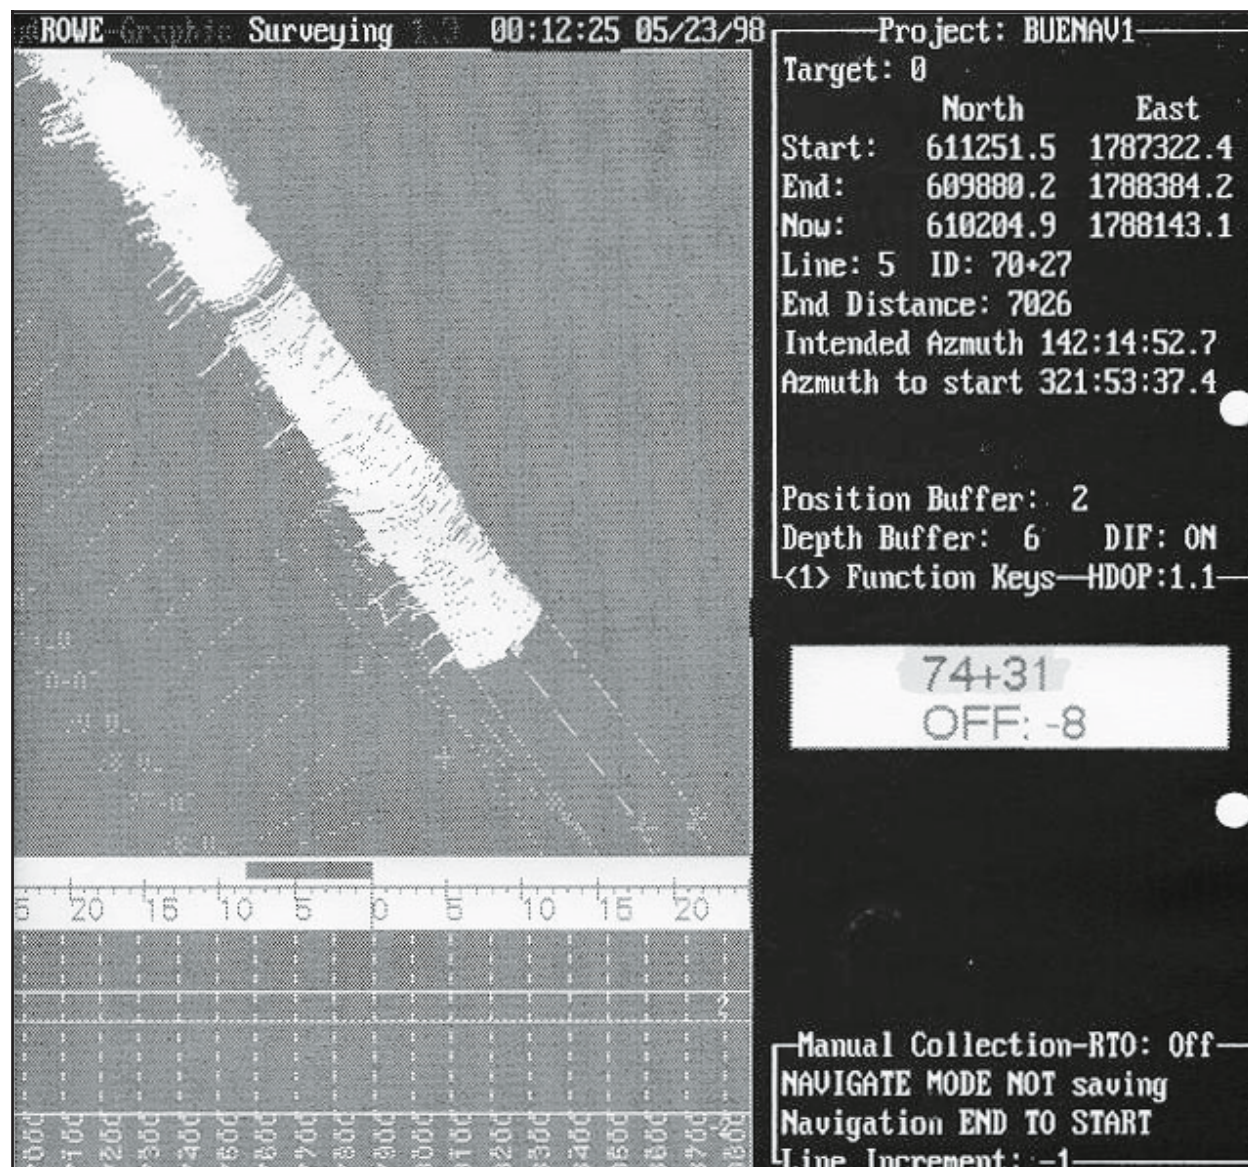 ROWE-Graphic Surveying 00:12:25 05/23/98
Project: BUENAV1
Target: 0
North East
Start: 611251.5 1787322.4
End: 609880.2 1788384.2
Now: 610204.9 1788143.1
Line: 5 ID: 70+27
End Distance: 7026
Intended Azmuth 142:14:52.7
Azmuth to start 321:53:37.4
Position Buffer: 2
Depth Buffer: 6 DIF: ON
<1> Function Keys HDOP:1.1
74+31
OFF: -8
5 20 15 10 5 0 5 10 15 20
Manual Collection-RTO: Off
NAVIGATE MODE NOT saving
Navigation END TO START
Line Increment: -1